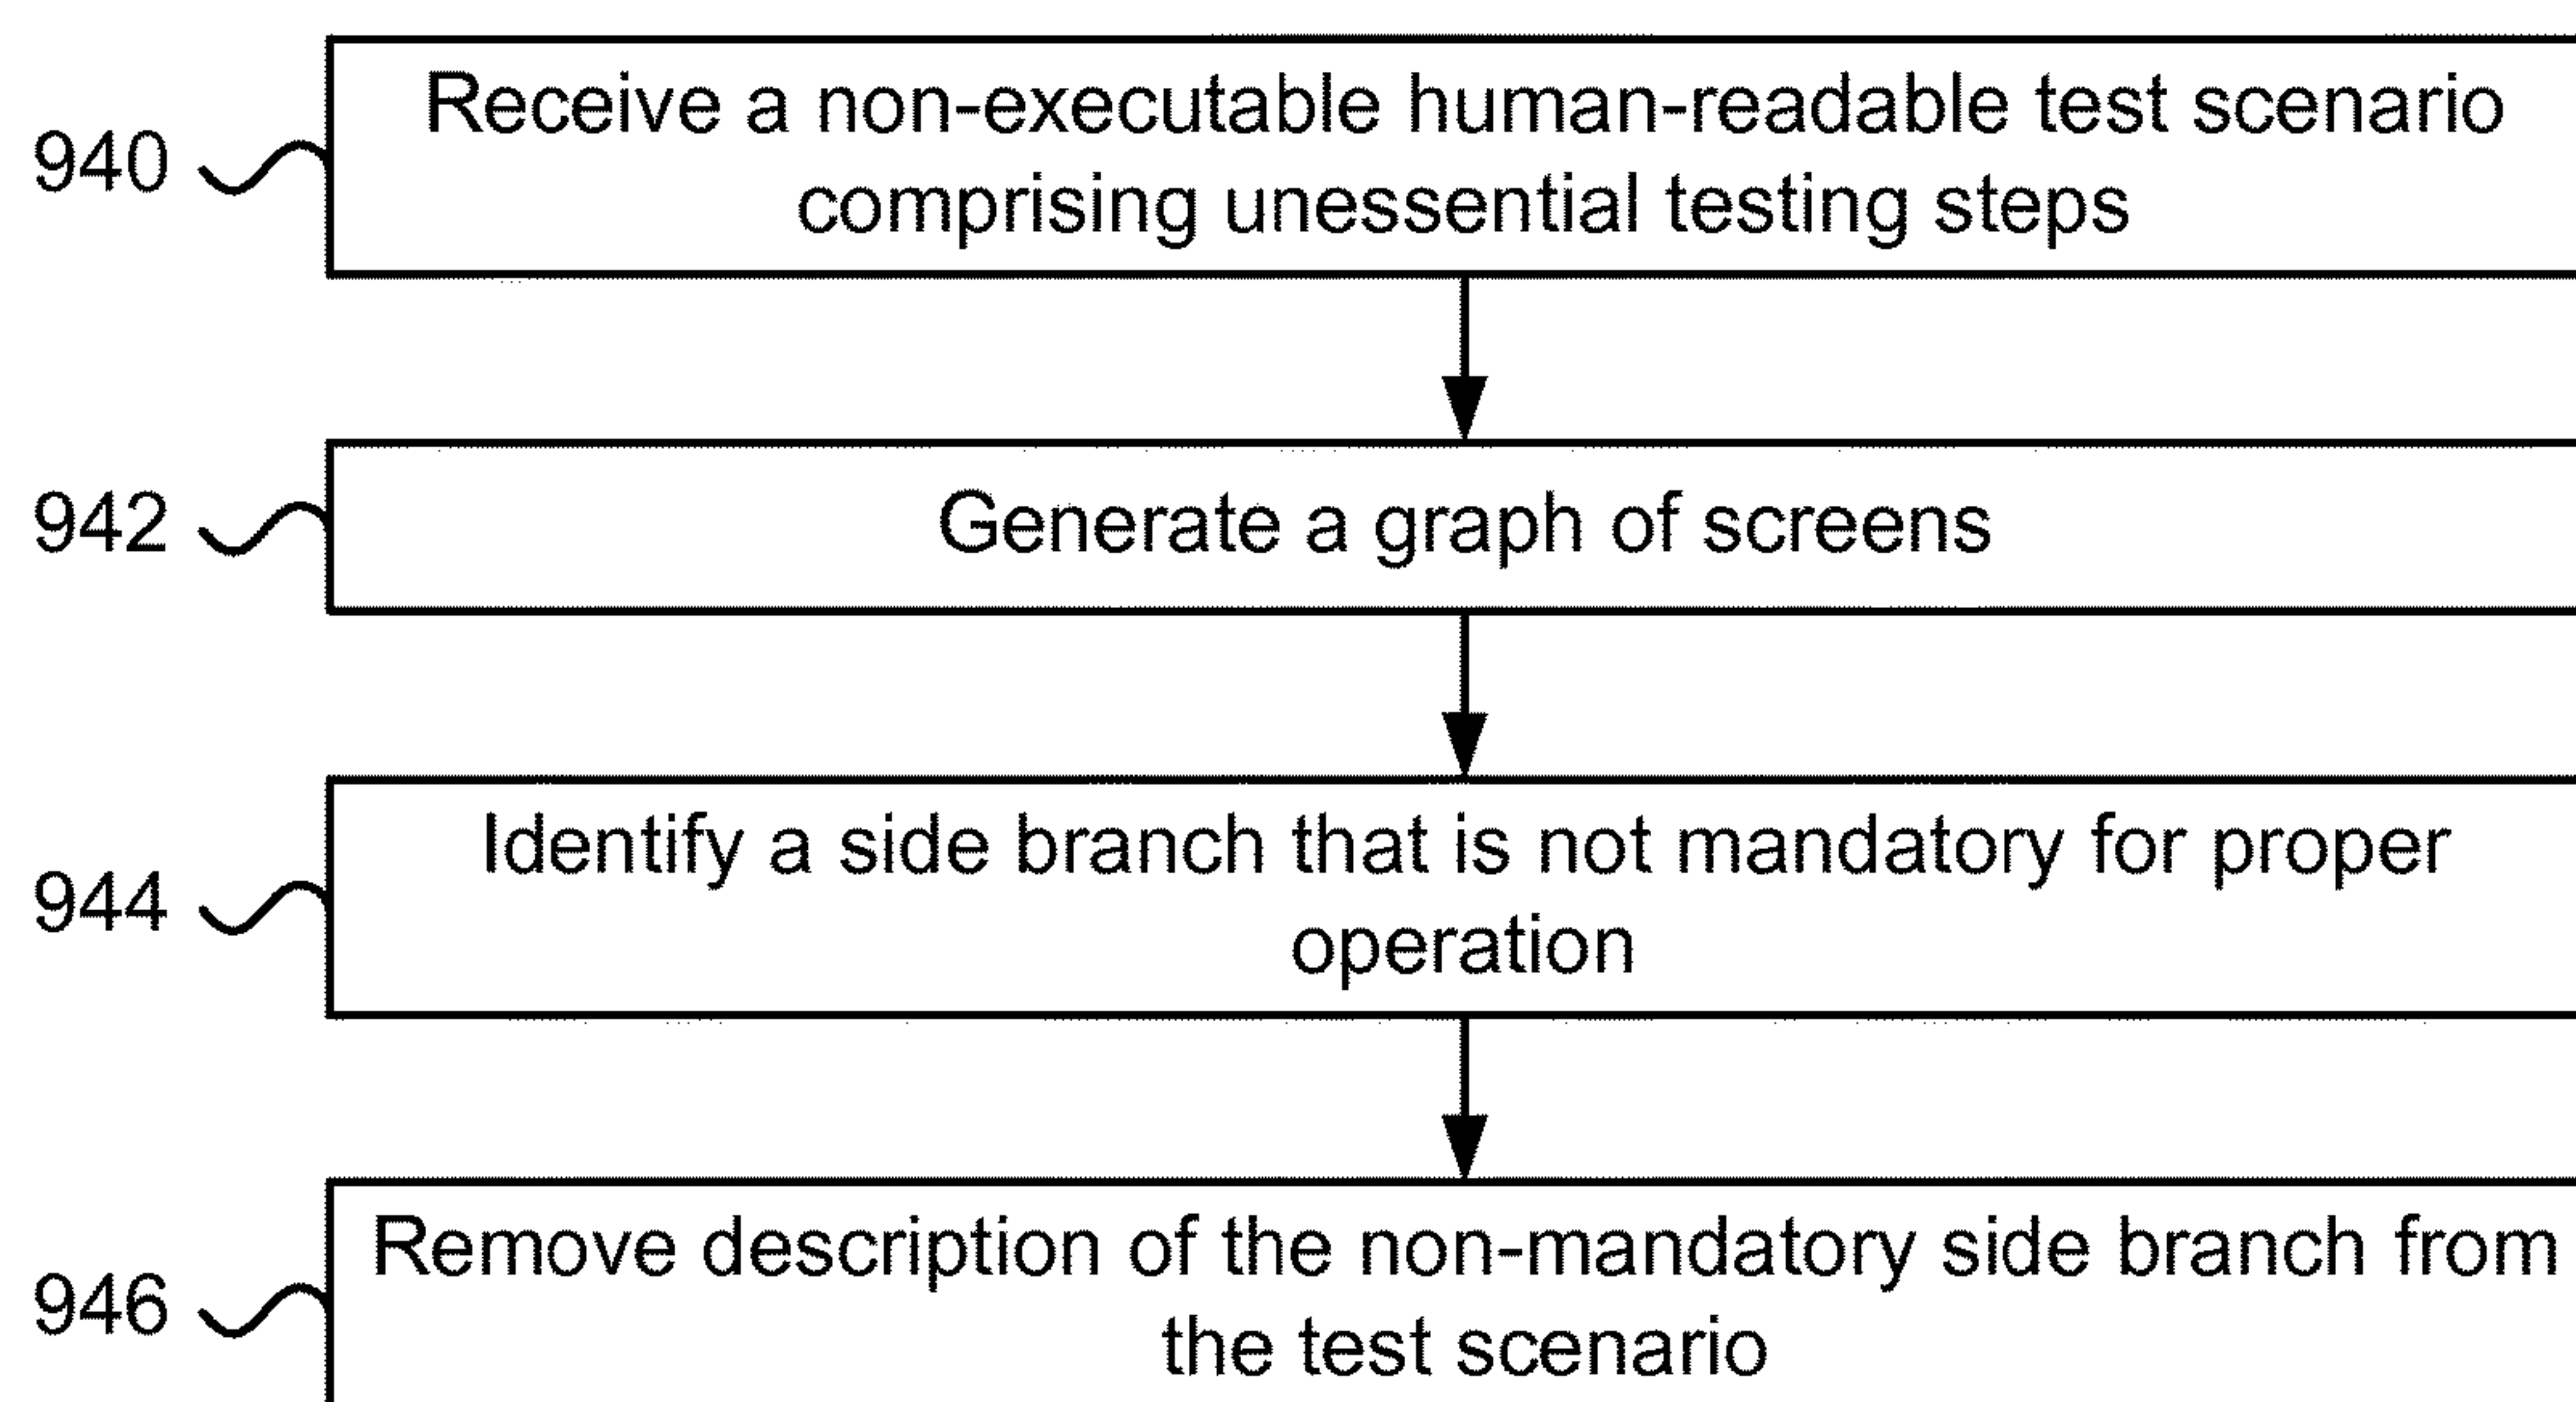 940
Receive a non-executable human-readable test scenario
comprising unessential testing steps
942
Generate a graph of screens
944
Identify a side branch that is not mandatory for proper
operation
946
Remove description of the non-mandatory side branch from
the test scenario